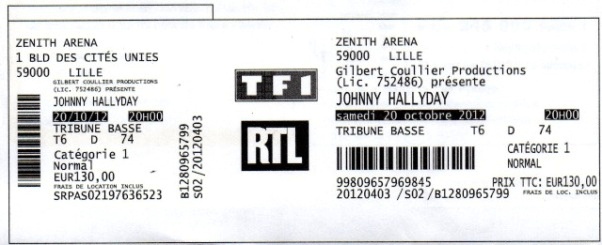 ZENITH ARENA
1 BLD DES CITÉS UNIES
59000 LILLE
GILBERT COULLIER PRODUCTIONS
(LIC. 752486) présente
JOHNNY HALLYDAY
20/10/12 20H00
TRIBUNE BASSE
T6 D 74
Catégorie 1
Normal
EUR130,00
FRAIS DE LOCATION INCLUS
SRPAS02197636523
B1280965799
S02 /20120403
TF1
RTL
ZENITH ARENA
59000 LILLE
Gilbert Coullier Productions
(Lic. 752486) présente
JOHNNY HALLYDAY
samedi 20 octobre 2012 20H00
TRIBUNE BASSE T6 D 74
CATÉGORIE 1
NORMAL
99809657969845 PRIX TTC: EUR130,00
20120403 /S02 /B1280965799 FRAIS DE LOC. INCLUS